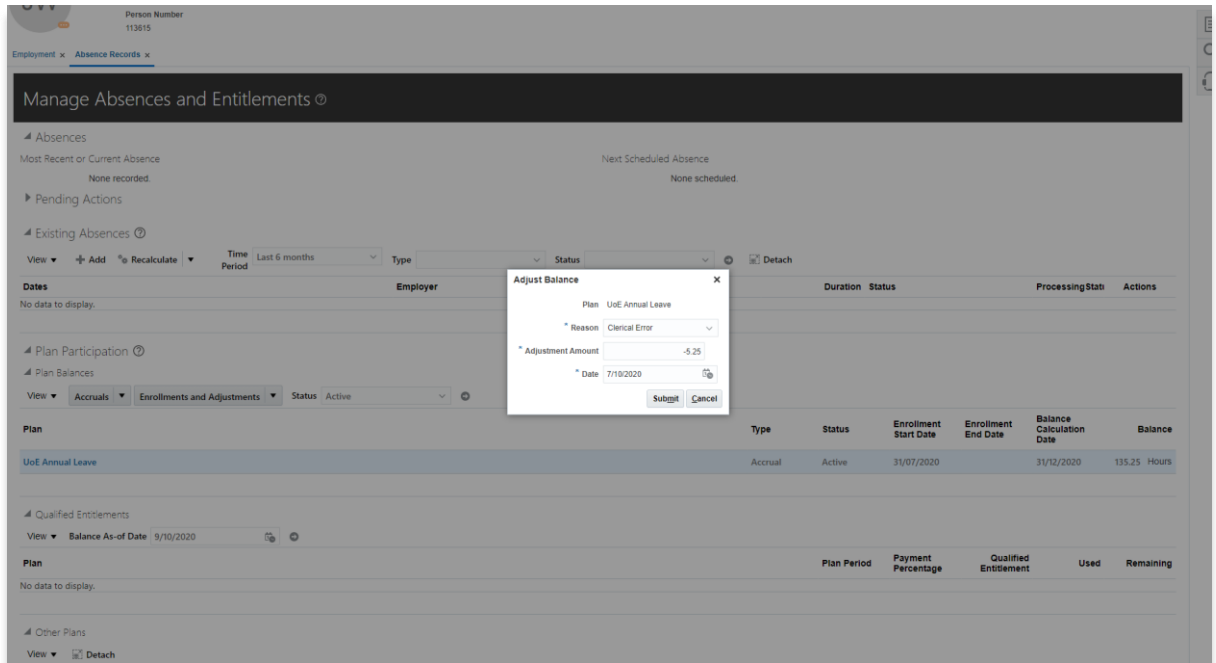 Person Number
113615
Employment x Absence Records x
Manage Absences and Entitlements
Absences
Most Recent or Current Absence Next Scheduled Absence
None recorded. None scheduled.
Pending Actions
Existing Absences
View Add Recalculate Time Period Last 6 months Type Status Detach
Dates Employer Duration Status Processing Stat Actions
No data to display.
Adjust Balance
Plan UoE Annual Leave
* Reason Clerical Error
* Adjustment Amount -5.25
* Date 7/10/2020
Submit Cancel
Plan Participation
Plan Balances
View Accruals Enrollments and Adjustments Status Active
Plan Type Status Enrollment Start Date Enrollment End Date Balance Calculation Date Balance
UoE Annual Leave Accrual Active 31/07/2020 31/12/2020 135.25 Hours
Qualified Entitlements
View Balance As-of Date 9/10/2020
Plan Plan Period Payment Percentage Qualified Entitlement Used Remaining
No data to display.
Other Plans
View Detach